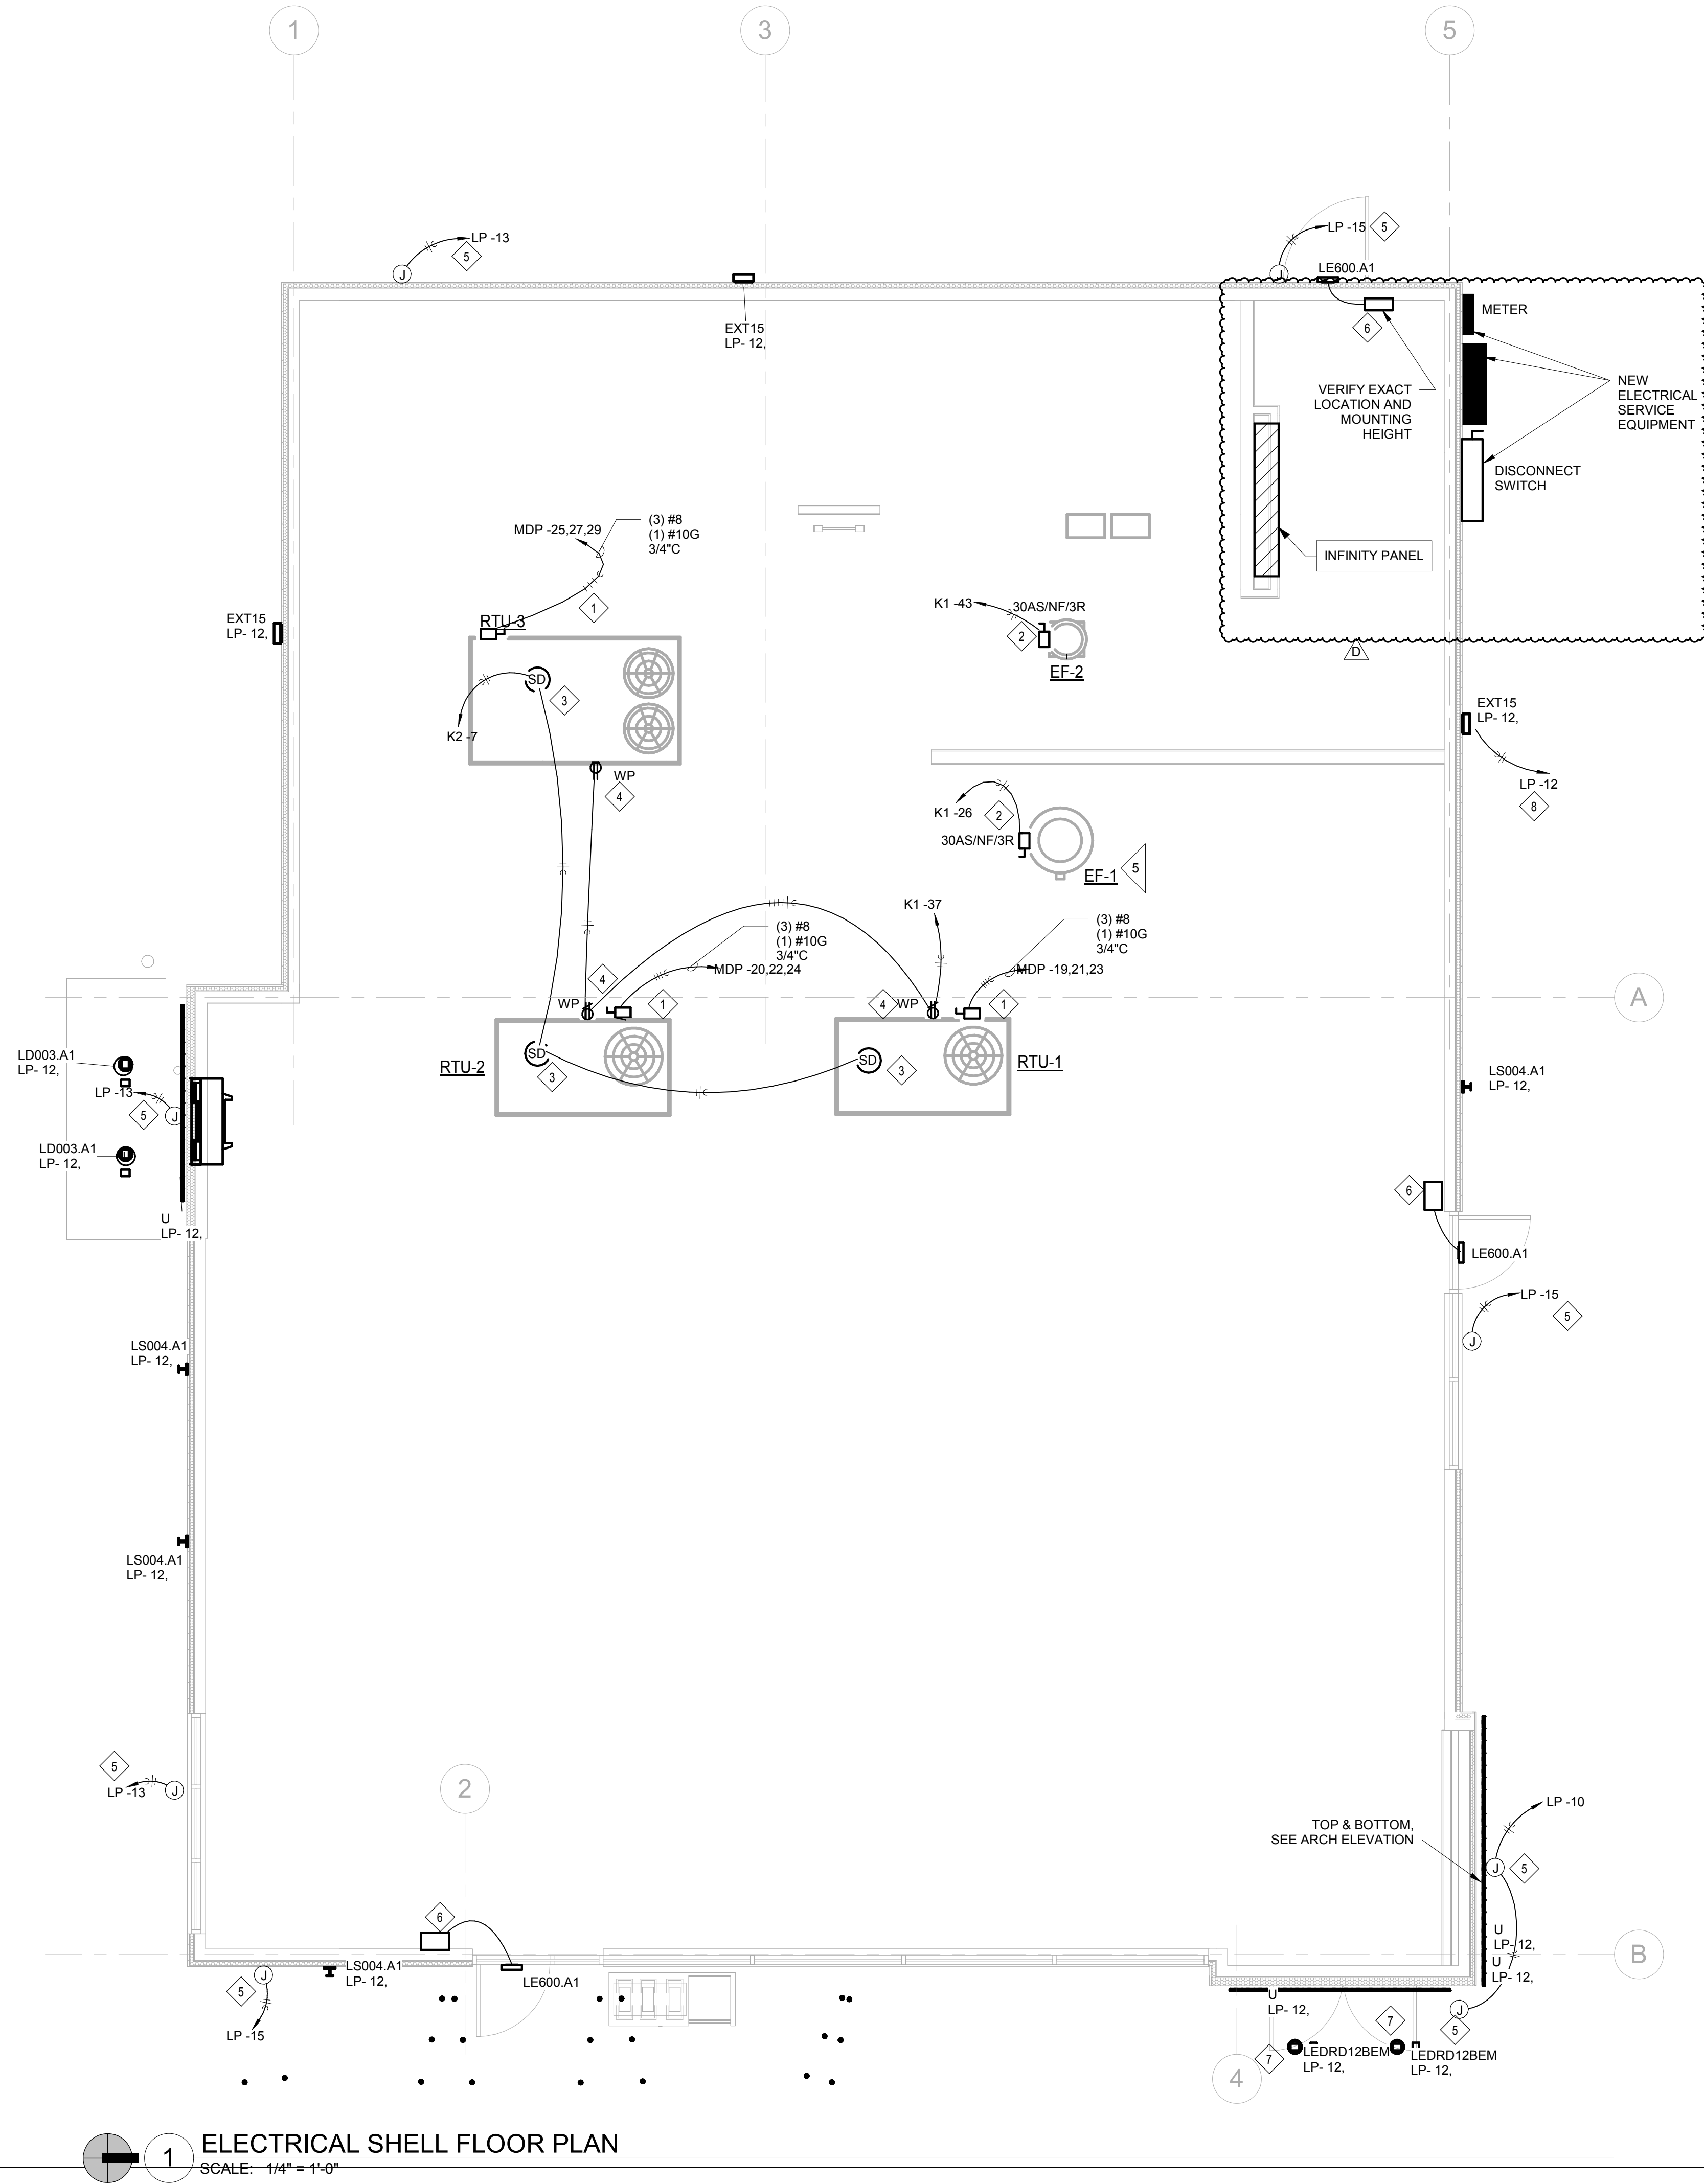 1
3
5
LP -13
5
J
LP -15
5
J
LE600.A1
6
METER
EXT15
LP- 12,
VERIFY EXACT
LOCATION AND
MOUNTING
HEIGHT
NEW
ELECTRICAL
SERVICE
EQUIPMENT
DISCONNECT
SWITCH
INFINITY PANEL
D
MDP -25,27,29
(3) #8
(1) #10G
3/4"C
1
RTU-3
EXT15
LP- 12,
SD
3
K2 -7
WP
4
K1 -43
30AS/NF/3R
2
EF-2
EXT15
LP- 12,
LP -12
8
K1 -26
2
30AS/NF/3R
EF-1
5
K1 -37
(3) #8
(1) #10G
3/4"C
MDP -20,22,24
(3) #8
(1) #10G
3/4"C
MDP -19,21,23
4
WP
1
4
WP
1
A
RTU-2
SD
3
SD
3
RTU-1
LD003.A1
LP- 12,
LP -13
5
J
LD003.A1
LP- 12,
U
LP- 12,
LS004.A1
LP- 12,
6
LE600.A1
LP -15
5
J
LS004.A1
LP- 12,
LS004.A1
LP- 12,
5
LP -13
J
2
LP -10
TOP & BOTTOM,
SEE ARCH ELEVATION
J
5
6
U
LP- 12,
U
LP- 12,
B
J
5
LP -15
LS004.A1
LP- 12,
LE600.A1
U
LP- 12,
J
5
7
7
LEDRD12BEM
LP- 12,
LEDRD12BEM
LP- 12,
4
1
ELECTRICAL SHELL FLOOR PLAN
SCALE: 1/4" = 1'-0"